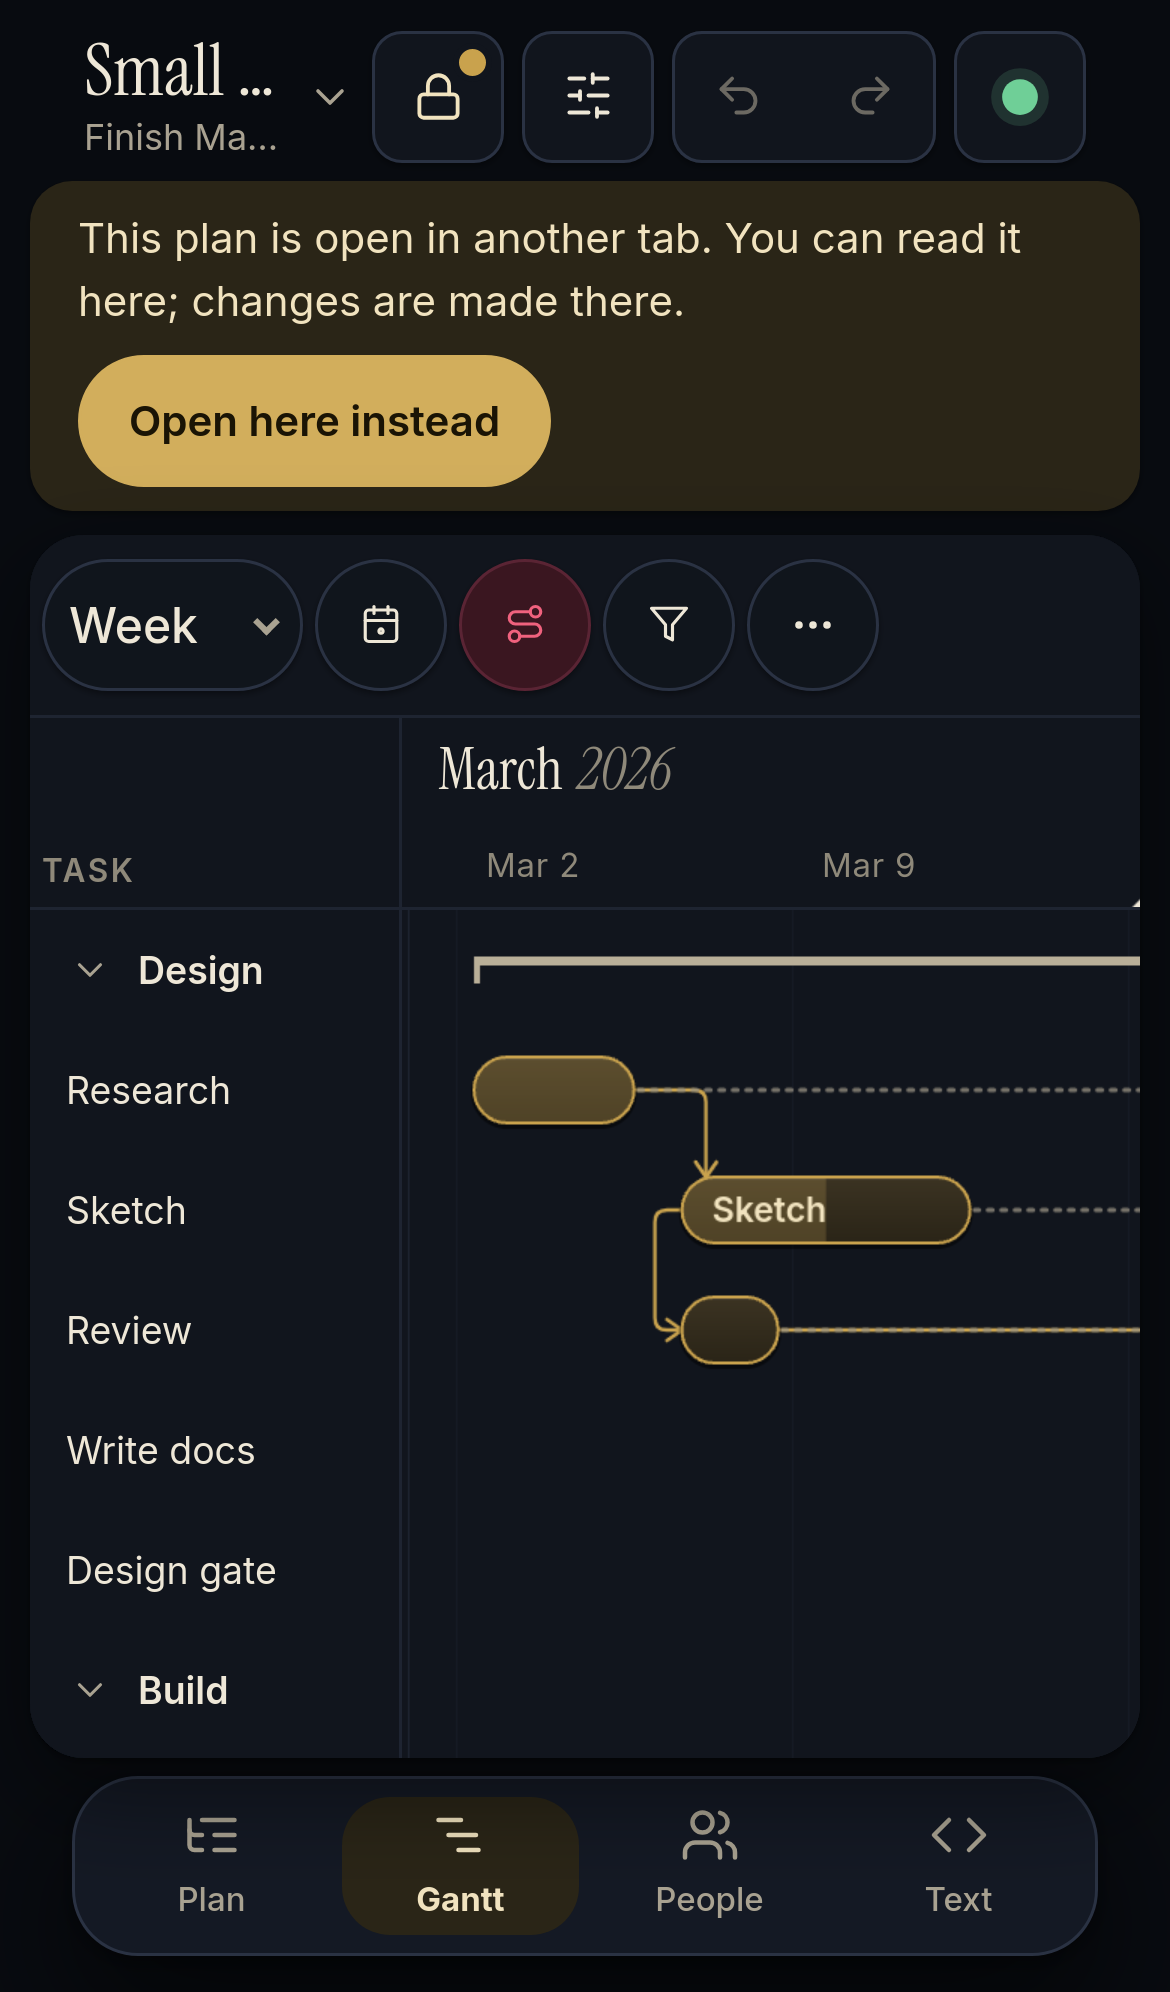 Small ...
Finish Ma...
This plan is open in another tab. You can read it
here; changes are made there.
Open here instead
Week
March 2026
TASK
Mar 2
Mar 9
Design
Research
Sketch
Sketch
Review
Write docs
Design gate
Build
Plan
Gantt
People
Text